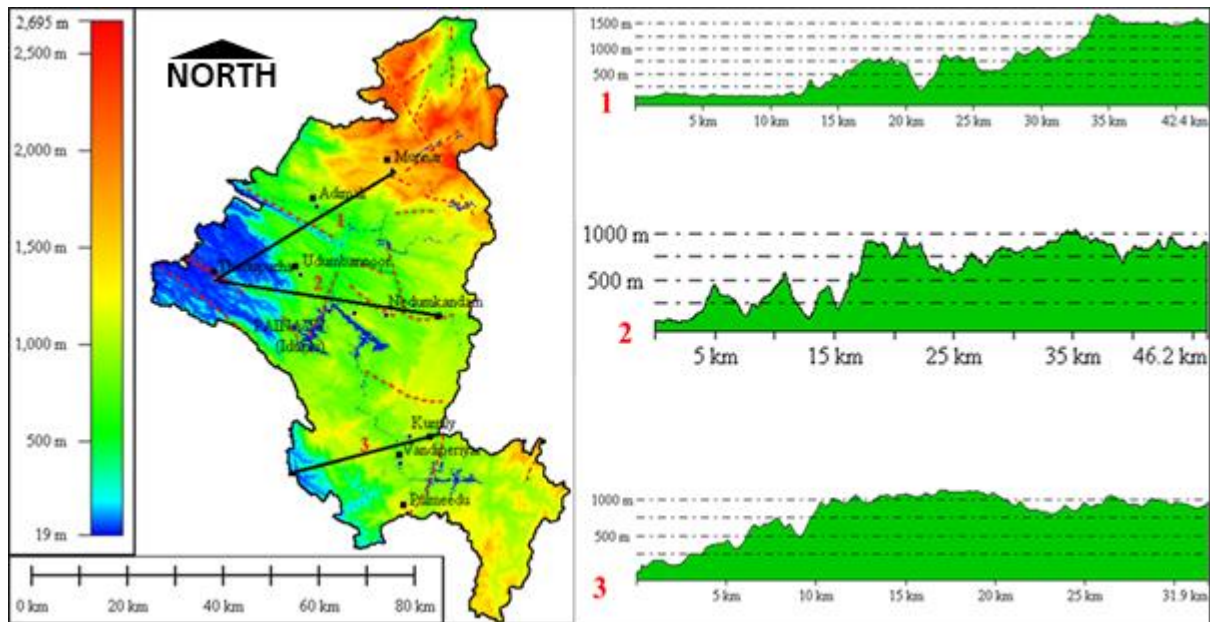 2,695 m
2,500 m
2,000 m
1,500 m
1,000 m
500 m
19 m
NORTH
Munnar
Adimali
1
Udumbannoor
2
Nedumkandam
(Idukki)
3
Kumily
Vandiperiyar
0 km 20 km 40 km 60 km 80 km
1500 m
1000 m
500 m
1
5 km 10 km 15 km 20 km 25 km 30 km 35 km 42.4 km
1000 m
500 m
2
5 km 15 km 25 km 35 km 46.2 km
1000 m
500 m
3
5 km 10 km 15 km 20 km 25 km 31.9 km